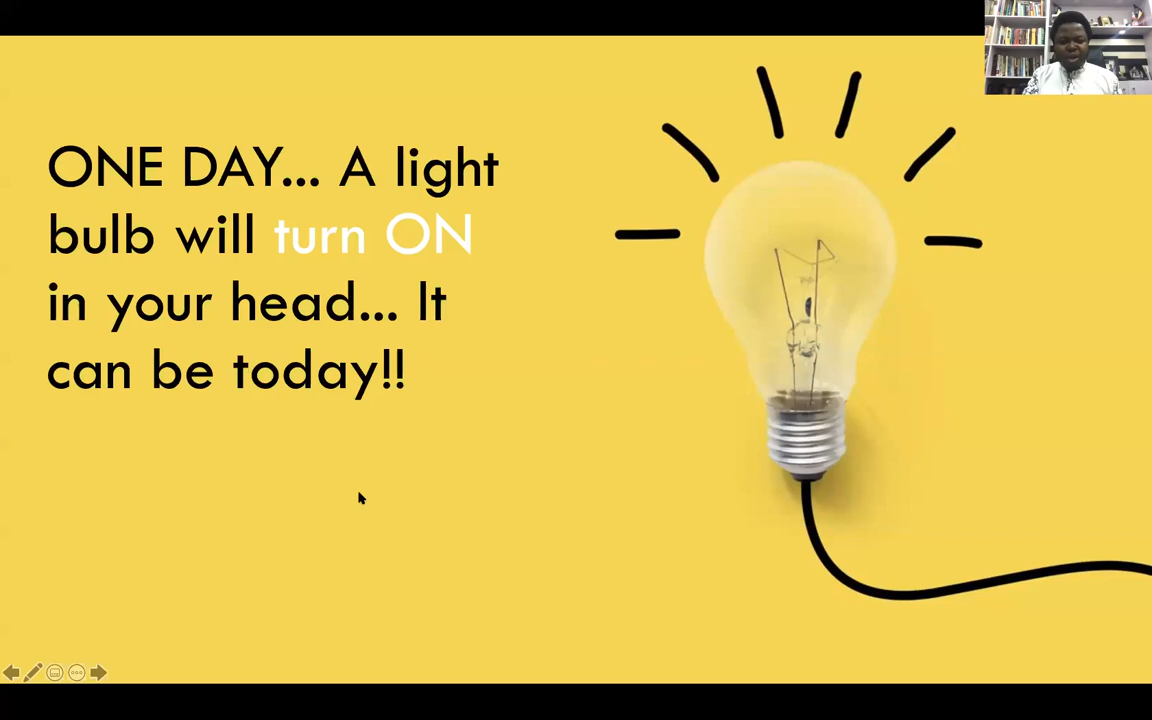 ONE DAY... A light
bulb will turn ON
in your head... It
can be today!!